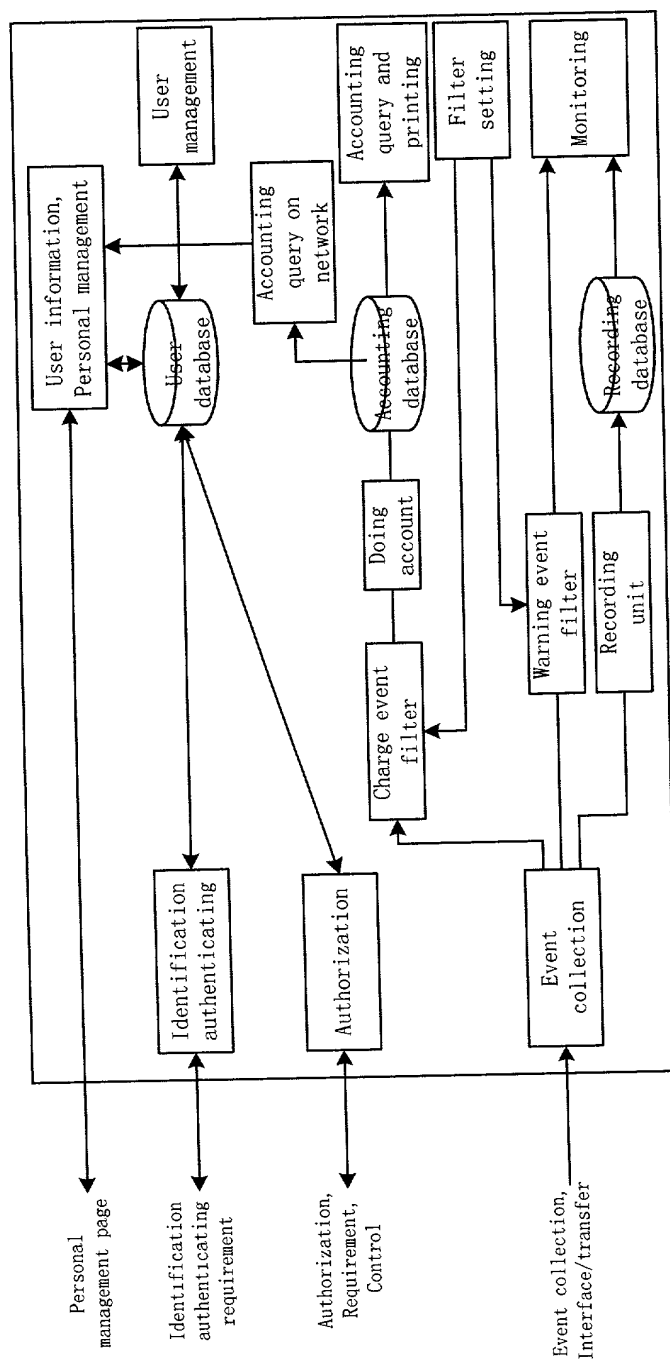 Personal
management page
Identification
authenticating
requirement
Authorization,
Requirement,
Control
Event collection,
Interface/transfer
Identification
authenticating
Authorization
Event
collection
Charge event
filter
Doing
account
Warning event
filter
Recording
unit
User information,
Personal management
User
database
User
management
Accounting
query on
network
Accounting
database
Accounting
query and
printing
Filter
setting
Recording
database
Monitoring